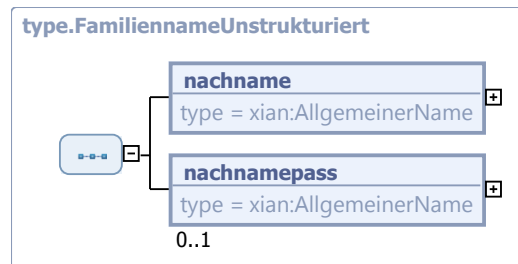 type.FamiliennameUnstrukturiert
nachname
type = xian:AllgemeinerName
nachnamepass
type = xian:AllgemeinerName
0..1